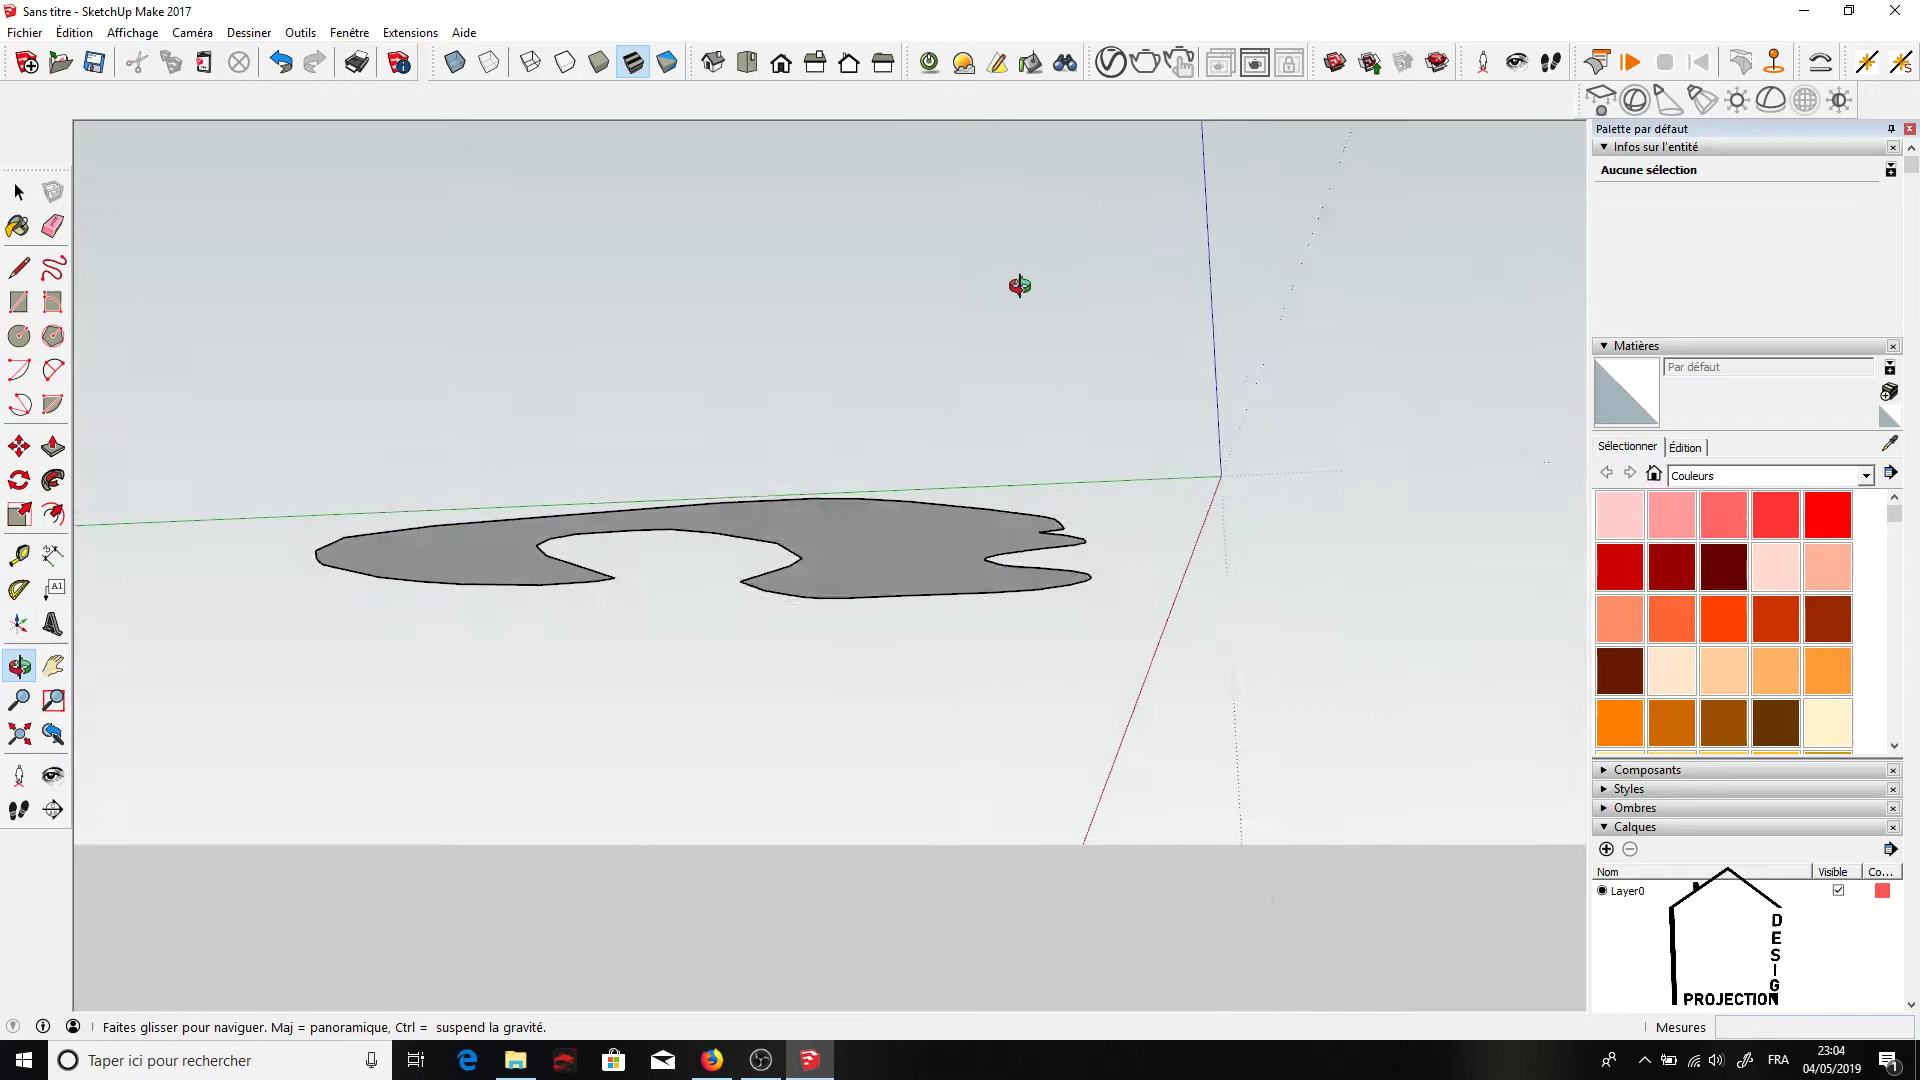 Sans titre - SketchUp Make 2017
Fichier Édition Affichage Caméra Dessiner Outils Fenêtre Extensions Aide
Palette par défaut
Infos sur l'entité
Aucune sélection
Matières
Par défaut
Sélectionner Édition
Couleurs
A1
Composants
Styles
Ombres
Calques
Nom Visible Co...
Layer0
DESIGN
PROJECTION
Faites glisser pour naviguer. Maj = panoramique, Ctrl = suspend la gravité.
Mesures
Taper ici pour rechercher
FRA
23:04
04/05/2019
1